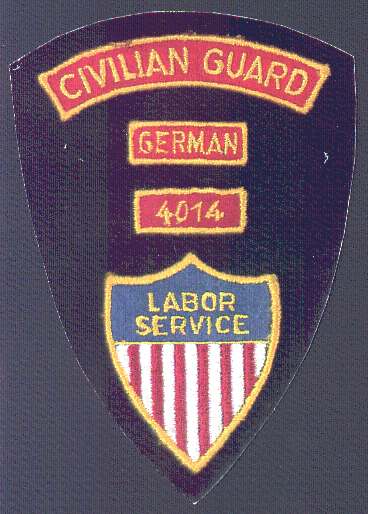 CIVILIAN GUARD
GERMAN
4014
LABOR
SERVICE